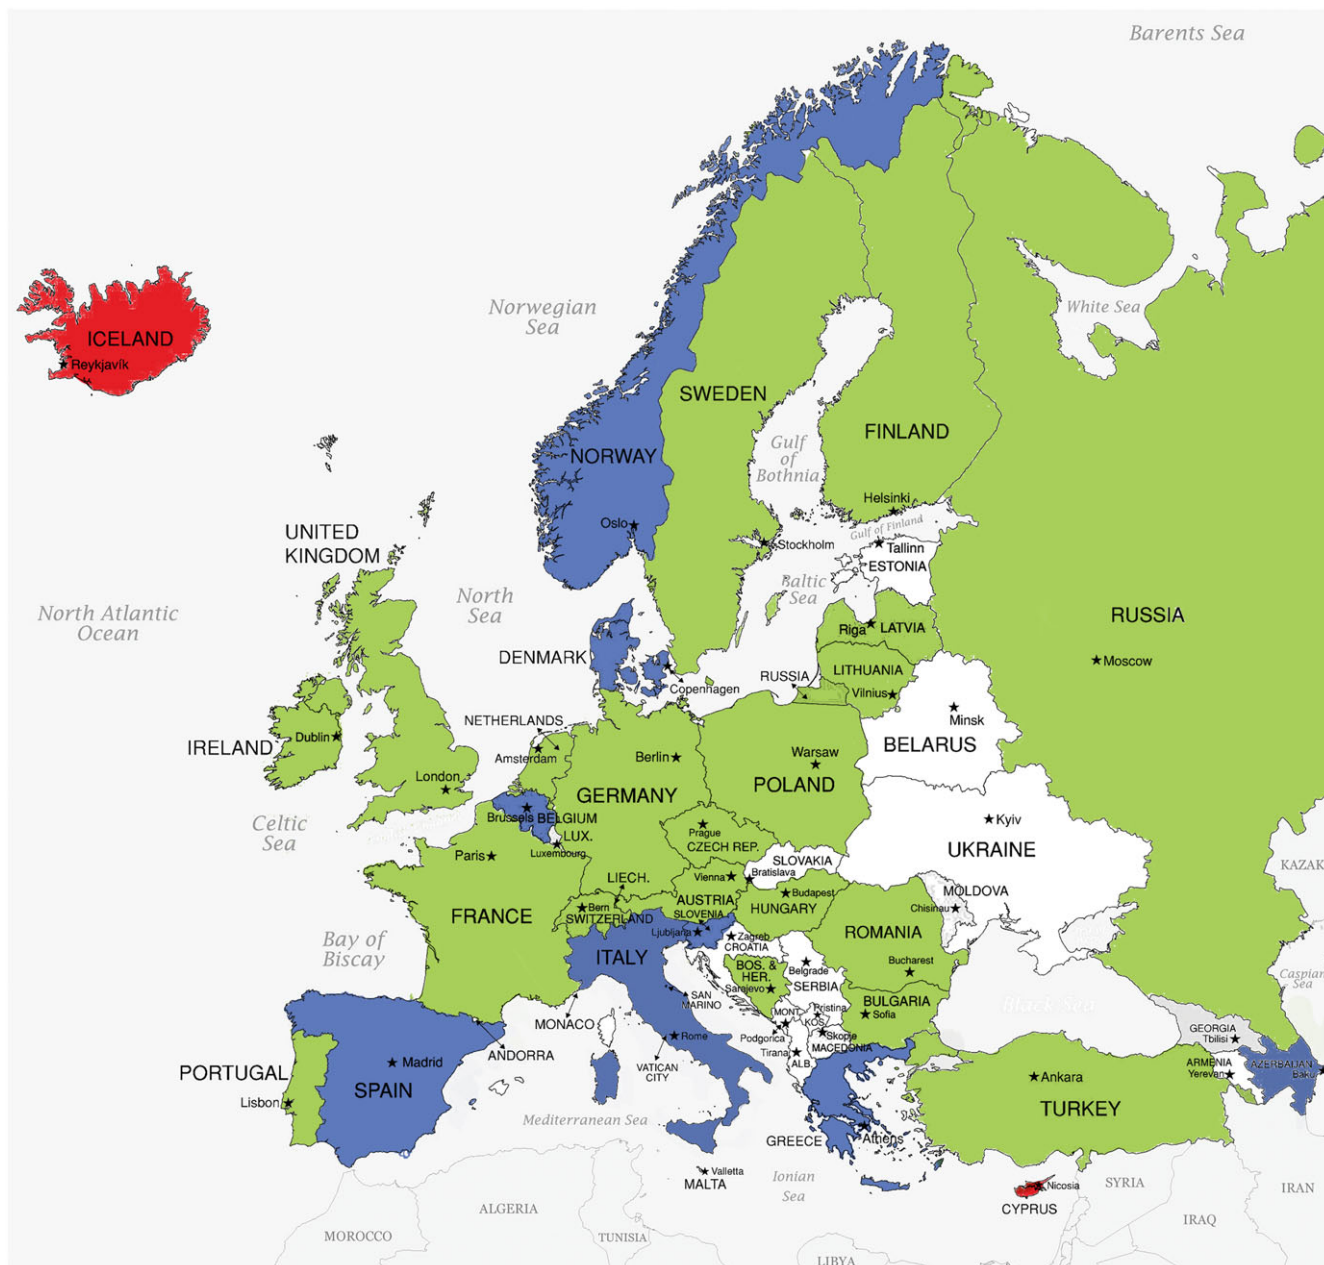 Barents Sea
Norwegian
Sea
White Sea
ICELAND
Reykjavík
SWEDEN
FINLAND
NORWAY
Gulf
of
Bothnia
Helsinki
Oslo
Gulf of Finland
Stockholm
Tallinn
ESTONIA
UNITED
KINGDOM
North
Sea
Baltic
Sea
North Atlantic
Ocean
RUSSIA
Riga
LATVIA
DENMARK
Moscow
LITHUANIA
RUSSIA
Copenhagen
Vilnius
Minsk
NETHERLANDS
Dublin
IRELAND
BELARUS
Amsterdam
Berlin
Warsaw
POLAND
London
GERMANY
Celtic
Sea
Brussels
BELGIUM
Kyiv
Prague
CZECH REP.
LUX.
Luxembourg
UKRAINE
Paris
SLOVAKIA
KAZAK
Bratislava
Vienna
LIECH.
MOLDOVA
Budapest
AUSTRIA
HUNGARY
Chisinau
Bern
SWITZERLAND
FRANCE
SLOVENIA
Ljubljana
ROMANIA
Bay of
Biscay
Zagreb
CROATIA
ITALY
BOS. &
HER.
Sarajevo
Belgrade
SERBIA
Bucharest
Caspian
Sea
SAN
MARINO
BULGARIA
Sofia
Black Sea
MONACO
MONT.
Pristina
KOS.
GEORGIA
Tbilisi
Rome
Podgorica
Skopje
MACEDONIA
ANDORRA
Tirana
ALB.
Madrid
VATICAN
CITY
ARMENIA
Yerevan
AZERBAIJAN
Baku
PORTUGAL
SPAIN
Ankara
Lisbon
TURKEY
Mediterranean Sea
GREECE
Athens
Valletta
MALTA
Ionian
Sea
Nicosia
CYPRUS
SYRIA
IRAN
ALGERIA
IRAQ
MOROCCO
TUNISIA
LIBYA